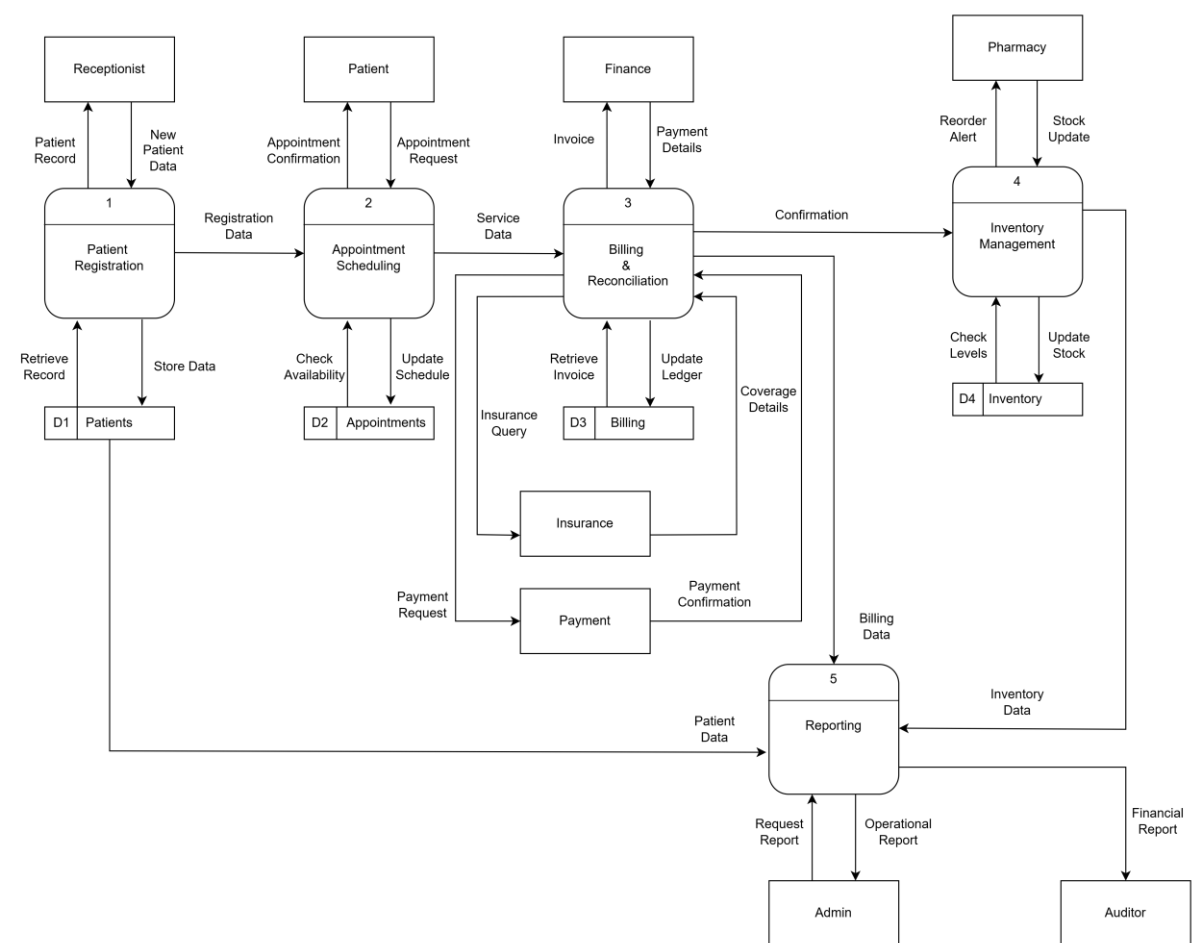 Receptionist
Patient
Finance
Pharmacy
Patient
Record
New
Patient
Data
Appointment
Confirmation
Appointment
Request
Invoice
Payment
Details
Reorder
Alert
Stock
Update
1
Patient
Registration
Registration
Data
2
Appointment
Scheduling
Service
Data
3
Billing
&
Reconciliation
Confirmation
4
Inventory
Management
Retrieve
Record
Store Data
Check
Availability
Update
Schedule
Retrieve
Invoice
Update
Ledger
Coverage
Details
Check
Levels
Update
Stock
D1 Patients
D2 Appointments
Insurance
Query
D3 Billing
D4 Inventory
Insurance
Payment
Request
Payment
Payment
Confirmation
Billing
Data
5
Reporting
Patient
Data
Inventory
Data
Request
Report
Operational
Report
Financial
Report
Admin
Auditor